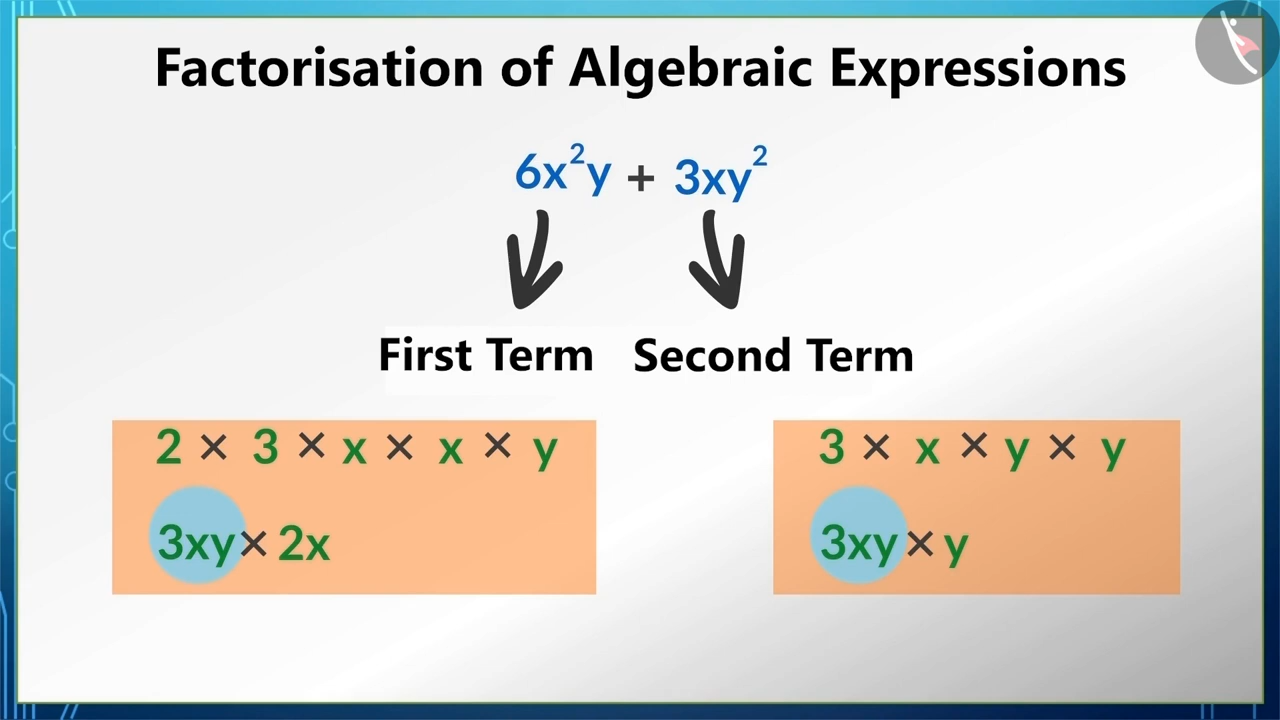 Factorisation of Algebraic Expressions
6x²y + 3xy²
First Term Second Term
2 × 3 × x × x × y
3xy × 2x
3 × x × y × y
3xy × y